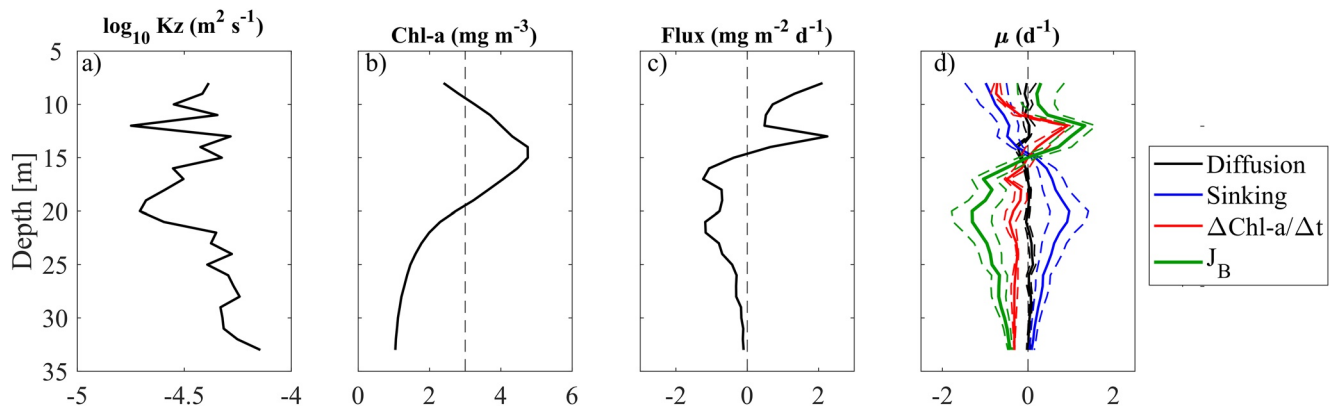 log10 Kz (m2 s-1)
Chl-a (mg m-3)
Flux (mg m-2 d-1)
μ (d-1)
a)
b)
c)
d)
Depth [m]
5
10
15
20
25
30
35
-5
-4.5
-4
0
2
4
6
-2
0
2
-2
0
2
Diffusion
Sinking
ΔChl-a/Δt
JB